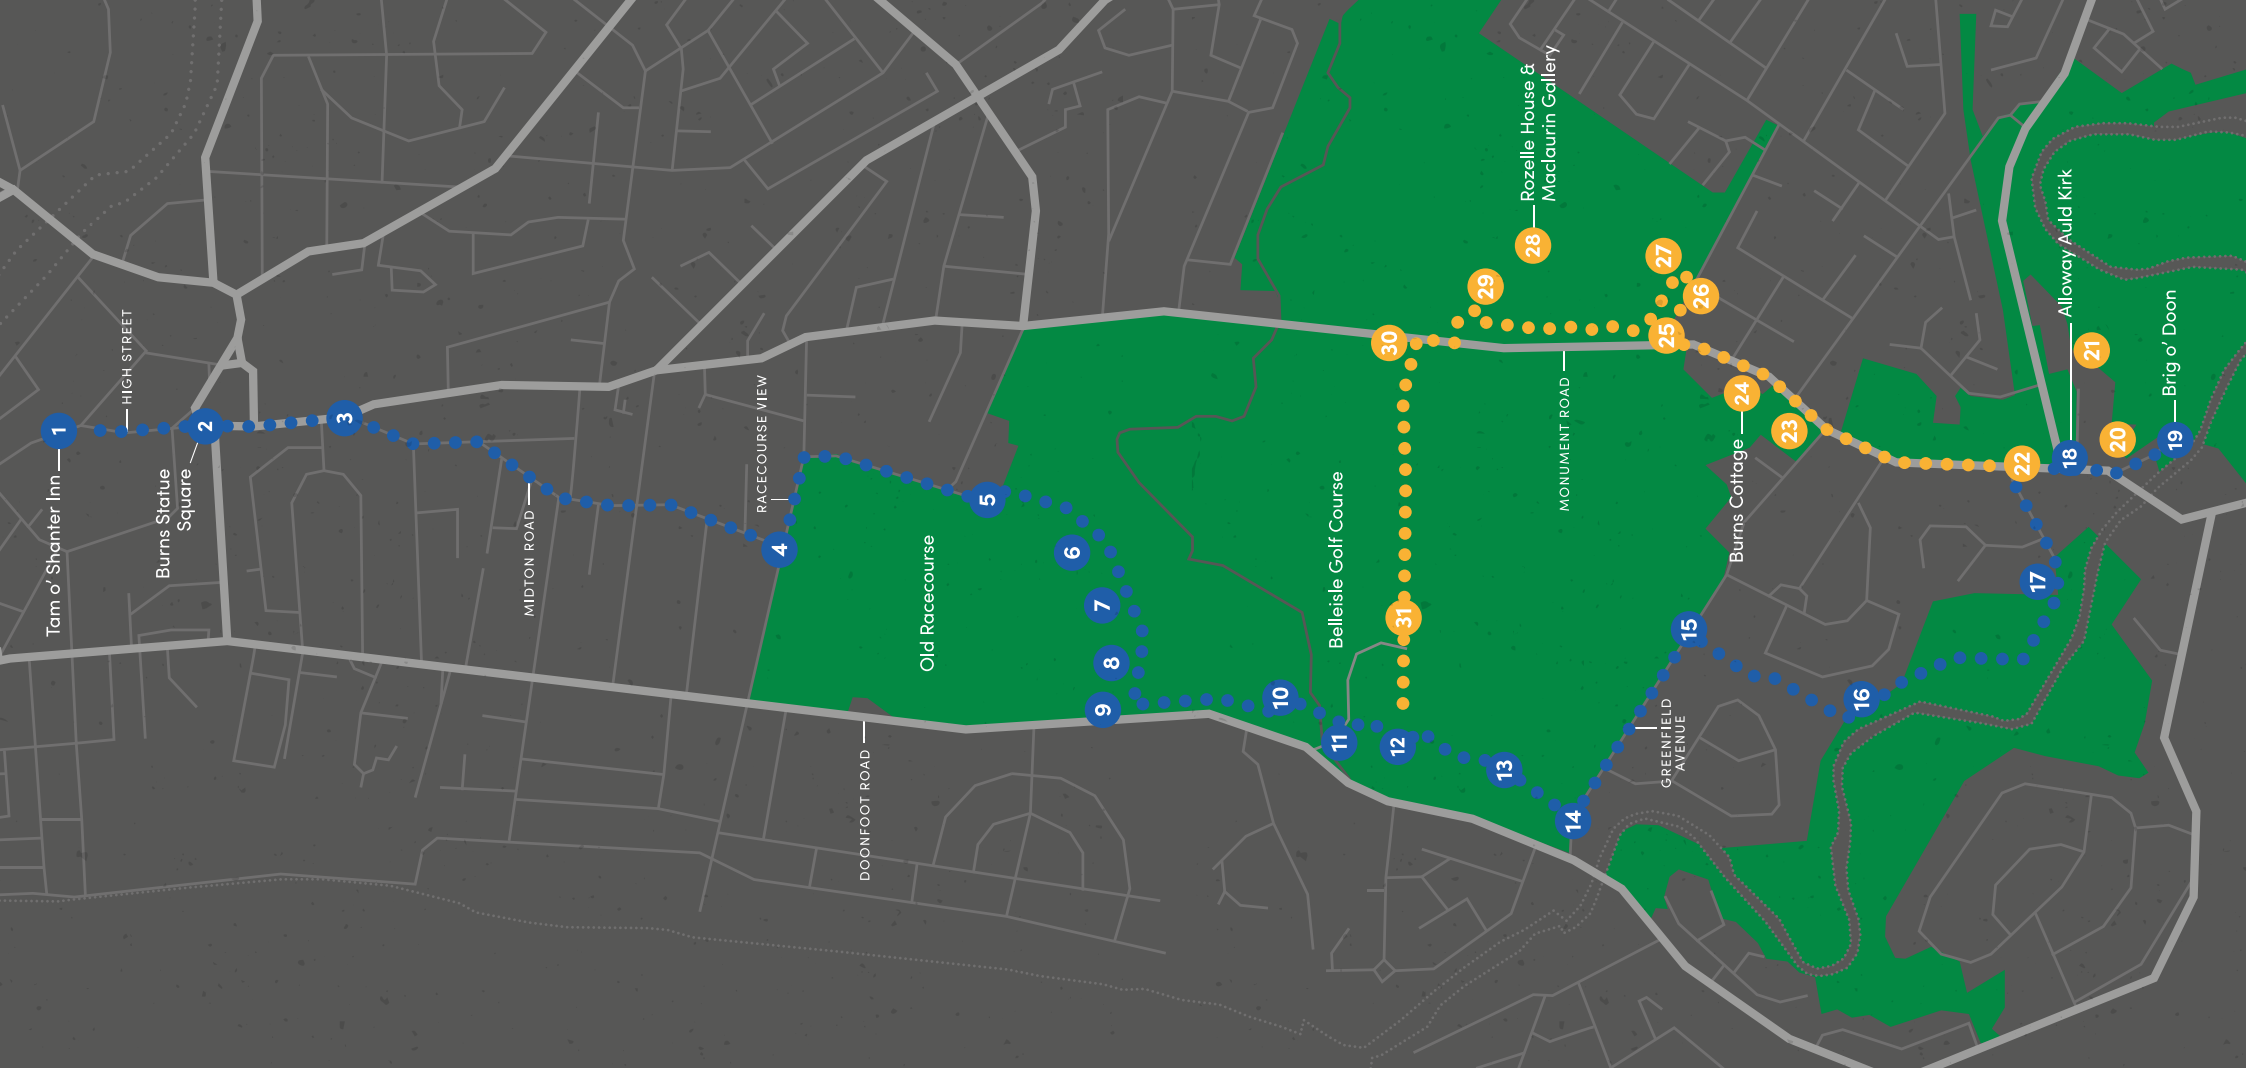 1
Tam o’ Shanter Inn
HIGH STREET
2
Burns Statue
Square
3
MIDTON ROAD
RACECOURSE VIEW
4
DOONFOOT ROAD
Old Racecourse
5
6
7
8
9
10
11
12
13
14
15
16
17
18
19
20
21
22
23
24
25
26
27
28
29
30
31
Belleisle Golf Course
Rozelle House &
Maclaurin Gallery
MONUMENT ROAD
GREENFIELD
AVENUE
Burns Cottage
Alloway Auld Kirk
Brig o’ Doon